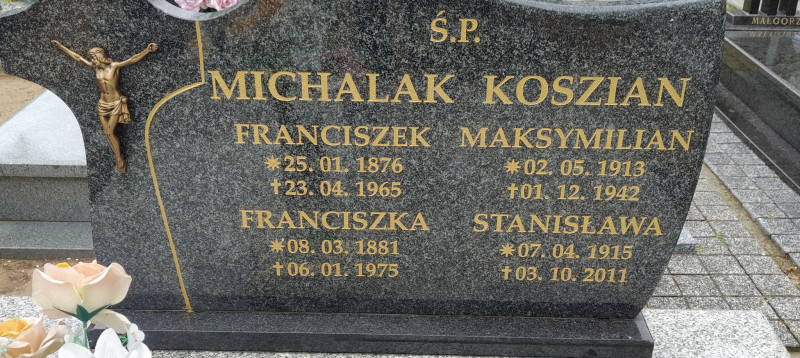 Ś.P.
MICHALAK KOSZIAN
FRANCISZEK MAKSYMILIAN
✶25. 01. 1876 ✶02. 05. 1913
†23. 04. 1965 †01. 12. 1942
FRANCISZKA STANISŁAWA
✶08. 03. 1881 ✶07. 04. 1915
†06. 01. 1975 †03. 10. 2011